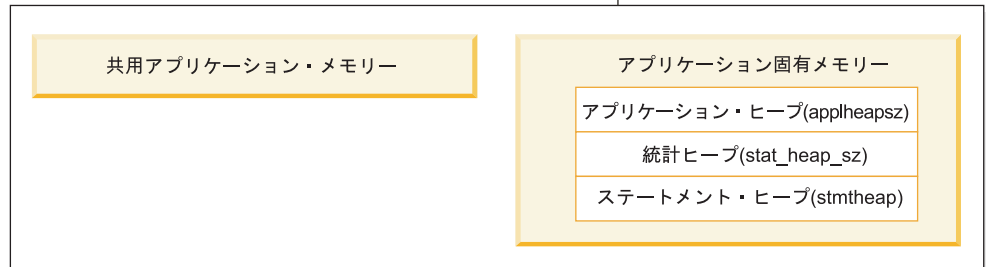 共用アプリケーション・メモリー
アプリケーション固有メモリー
アプリケーション・ヒープ(applheapsz)
統計ヒープ(stat_heap_sz)
ステートメント・ヒープ(stmtheap)